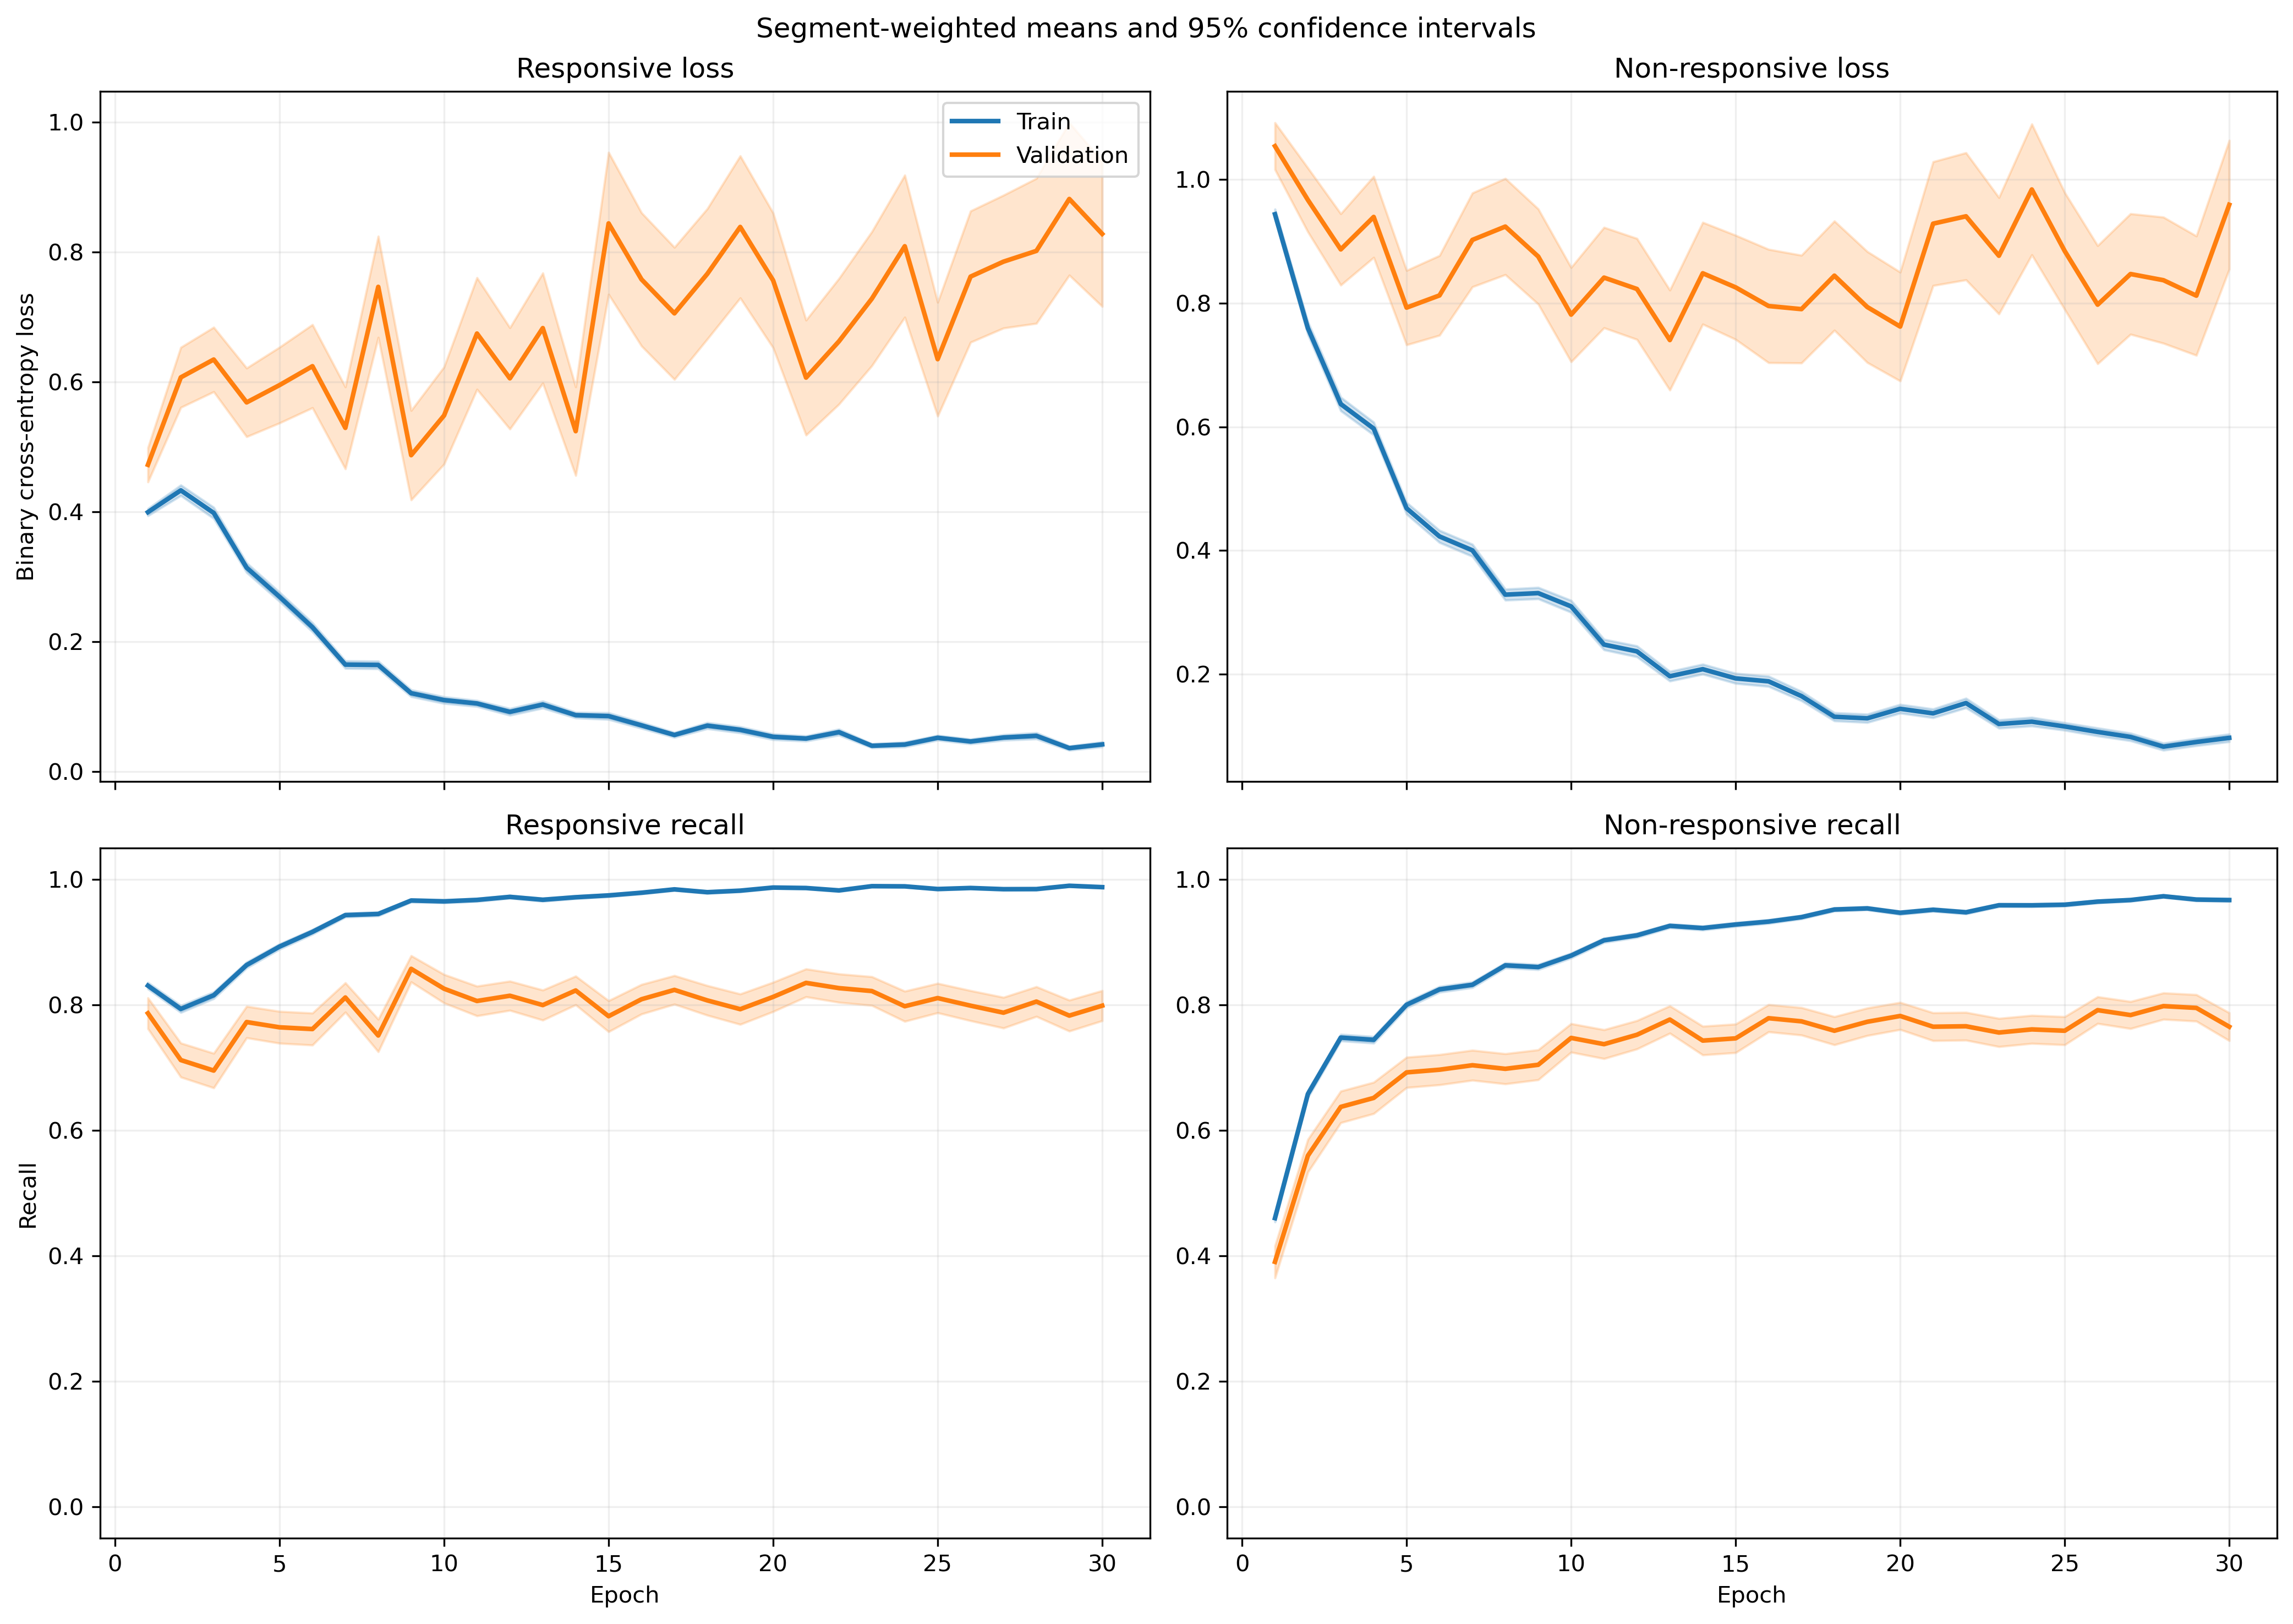 Segment-weighted means and 95% confidence intervals
Responsive loss
Non-responsive loss
Binary cross-entropy loss
1.0
0.8
0.6
0.4
0.2
0.0
Train
Validation
1.0
0.8
0.6
0.4
0.2
Responsive recall
Non-responsive recall
Recall
1.0
0.8
0.6
0.4
0.2
0.0
0 5 10 15 20 25 30
Epoch
1.0
0.8
0.6
0.4
0.2
0.0
0 5 10 15 20 25 30
Epoch